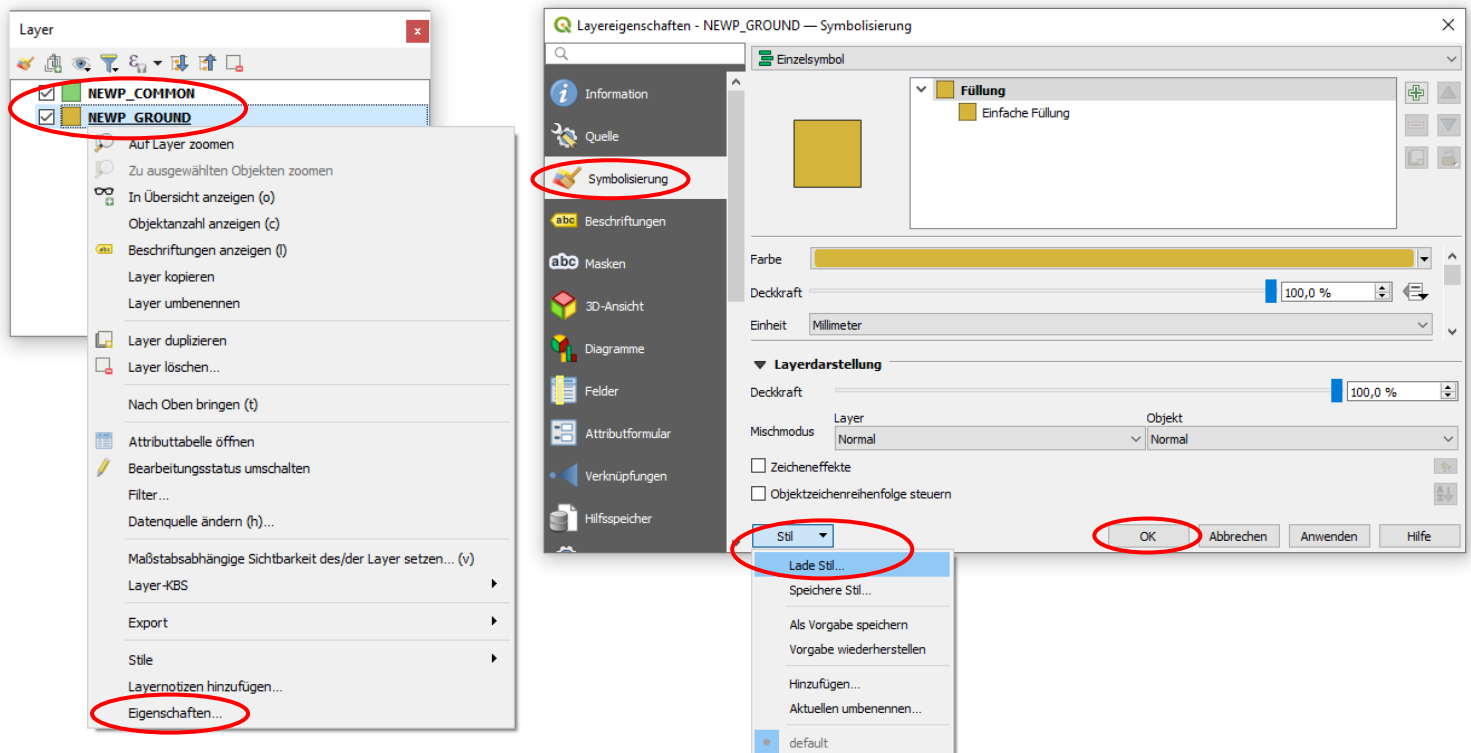 Layer
x
NEWP_COMMON
NEWP_GROUND
Auf Layer zoomen
Zu ausgewählten Objekten zoomen
In Übersicht anzeigen (o)
Objektanzahl anzeigen (c)
abc
Beschriftungen anzeigen (l)
Layer kopieren
Layer umbenennen
Layer duplizieren
Layer löschen...
Nach Oben bringen (t)
Attributtabelle öffnen
Bearbeitungsstatus umschalten
Filter...
Datenquelle ändern (h)...
Maßstabsabhängige Sichtbarkeit des/der Layer setzen... (v)
Layer-KBS
Export
Stile
Layernotizen hinzufügen...
Eigenschaften...
Layereigenschaften - NEWP_GROUND — Symbolisierung
Information
Quelle
Symbolisierung
abc Beschriftungen
abc Masken
3D-Ansicht
Diagramme
Felder
Attributformular
Verknüpfungen
Hilfsspeicher
Einzelsymbol
Füllung
Einfache Füllung
Farbe
Deckkraft 100,0 %
Einheit Millimeter
Layerdarstellung
Deckkraft 100,0 %
Layer Objekt
Mischmodus Normal Normal
Zeicheneffekte
Objektzeichenreihenfolge steuern
Stil OK Abbrechen Anwenden Hilfe
Lade Stil...
Speichere Stil...
Als Vorgabe speichern
Vorgabe wiederherstellen
Hinzufügen...
Aktuellen umbenennen...
default